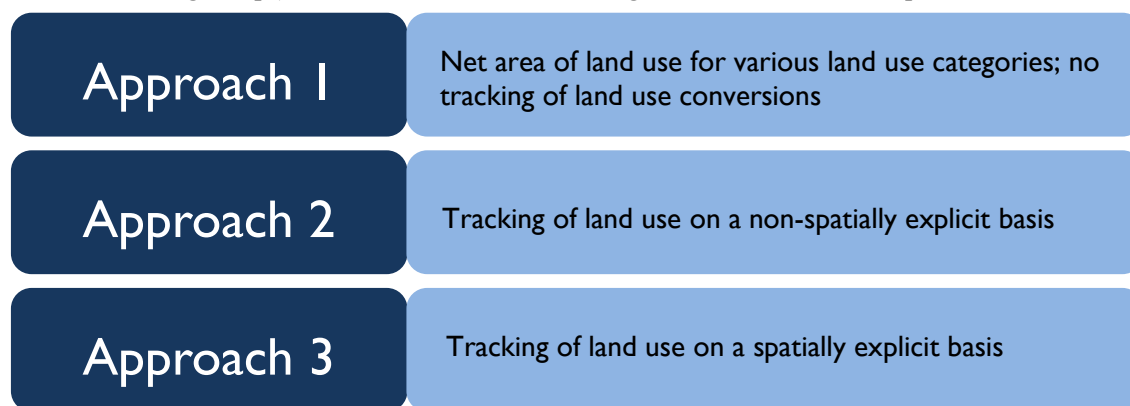 Approach 1
Net area of land use for various land use categories; no
tracking of land use conversions
Approach 2
Tracking of land use on a non-spatially explicit basis
Approach 3
Tracking of land use on a spatially explicit basis